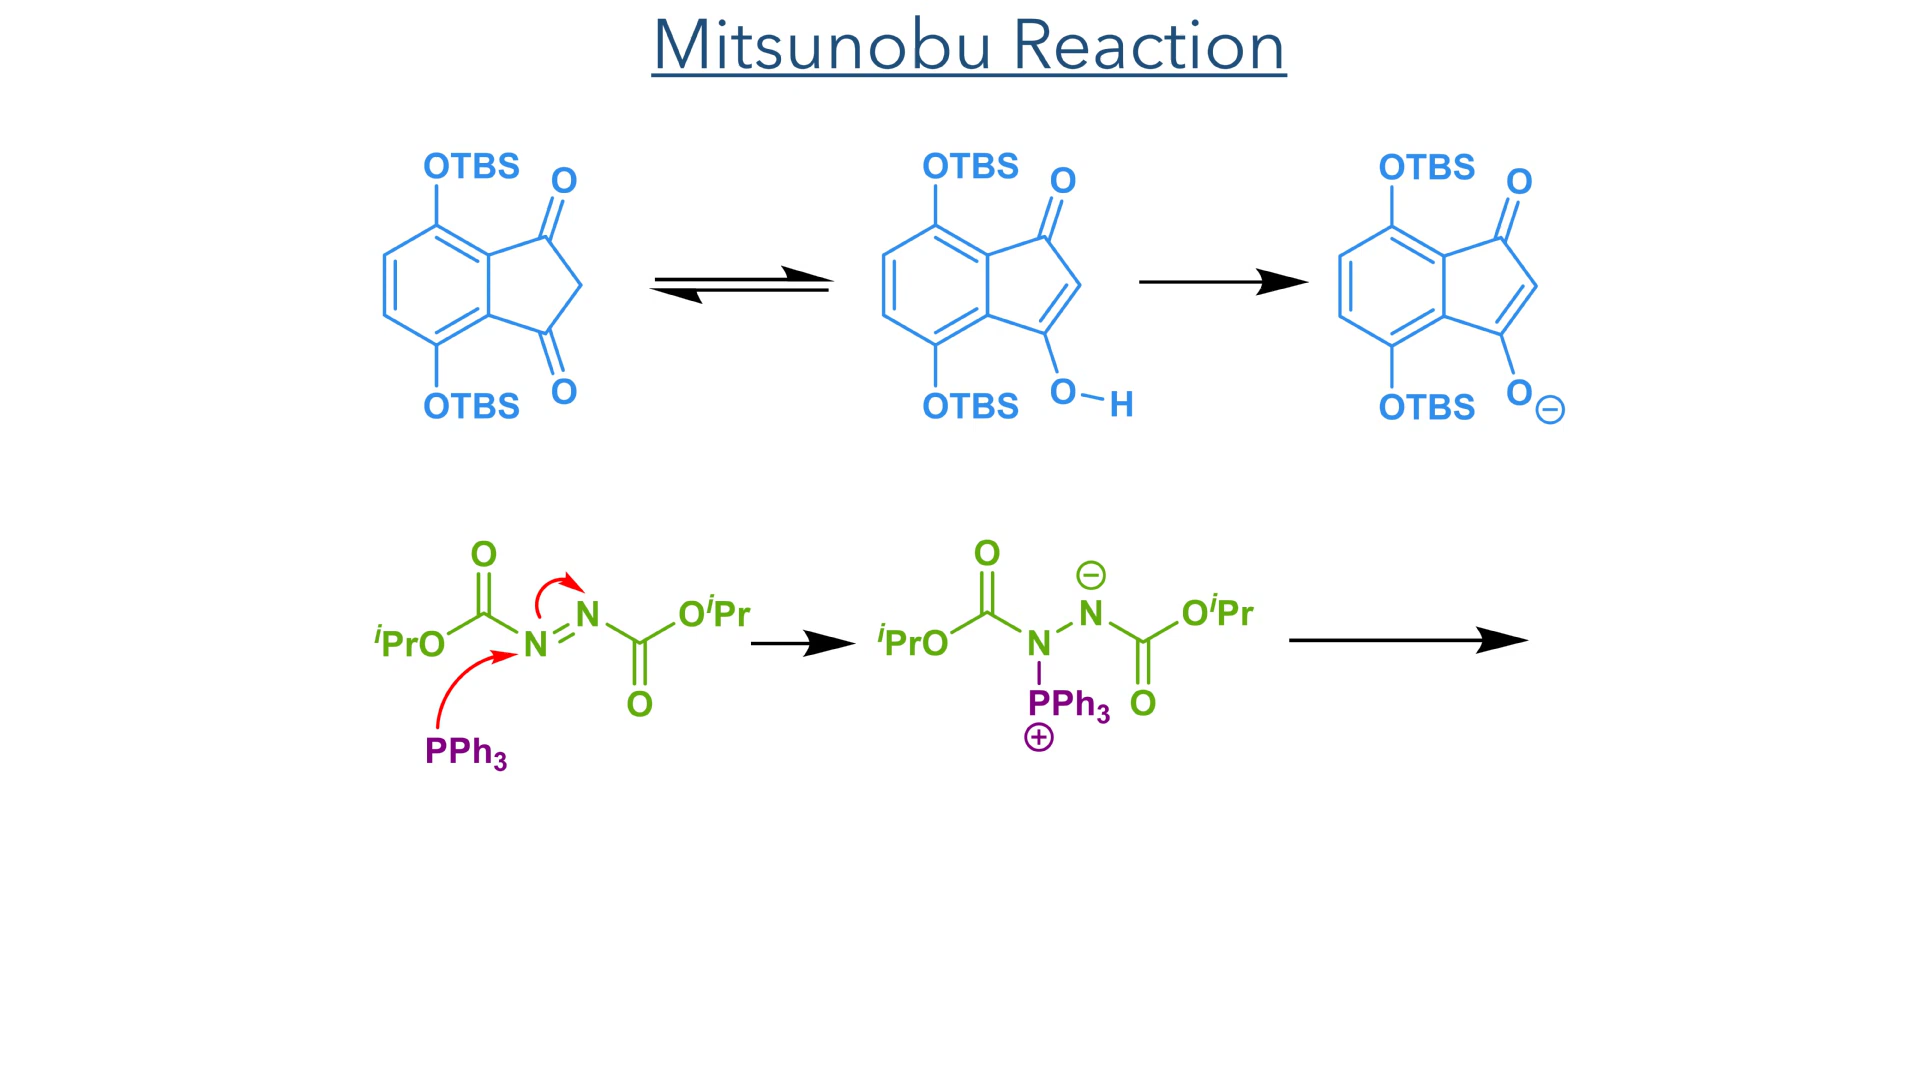 Mitsunobu Reaction
OTBS O OTBS O OTBS O
OTBS O OTBS O H OTBS O ⊖
O O ⊖
ⁱPrO N N OⁱPr ⁱPrO N N OⁱPr
O PPh₃ O
PPh₃ ⊕